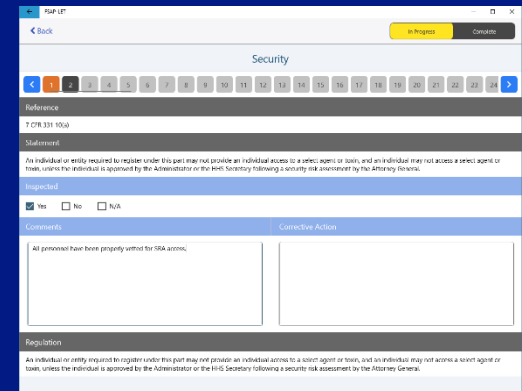 FSAP-LET
Back
In Progress
Complete
Security
1 2 3 4 5 6 7 8 9 10 11 12 13 14 15 16 17 18 19 20 21 22 23 24
Reference
7 CFR 331 10(a)
Statement
An individual or entity required to register under this part may not provide an individual access to a select agent or toxin, and an individual may not access a select agent or
toxin, unless the individual is approved by the Administrator or the HHS Secretary following a security risk assessment by the Attorney General.
Inspected
Yes No N/A
Comments Corrective Action
All personnel have been properly vetted for SRA access.
Regulation
An individual or entity required to register under this part may not provide an individual access to a select agent or toxin, and an individual may not access a select agent or
toxin, unless the individual is approved by the Administrator or the HHS Secretary following a security risk assessment by the Attorney General.